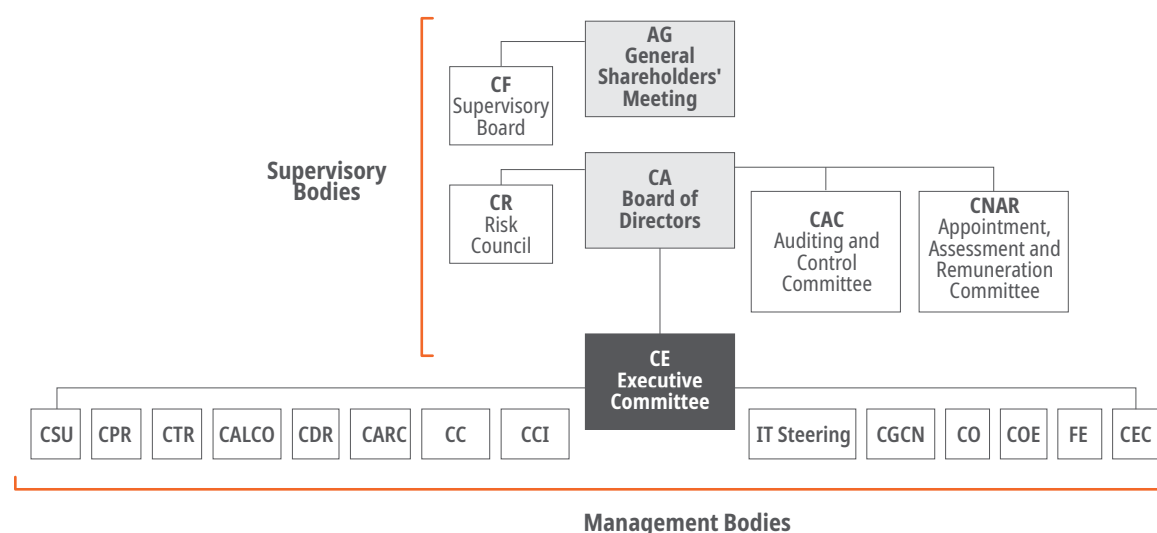 AG
General
Shareholders'
Meeting
CF
Supervisory
Board
Supervisory
Bodies
CR
Risk
Council
CA
Board of
Directors
CAC
Auditing and
Control
Committee
CNAR
Appointment,
Assessment and
Remuneration
Committee
CE
Executive
Committee
CSU
CPR
CTR
CALCO
CDR
CARC
CC
CCI
IT Steering
CGCN
CO
COE
FE
CEC
Management Bodies